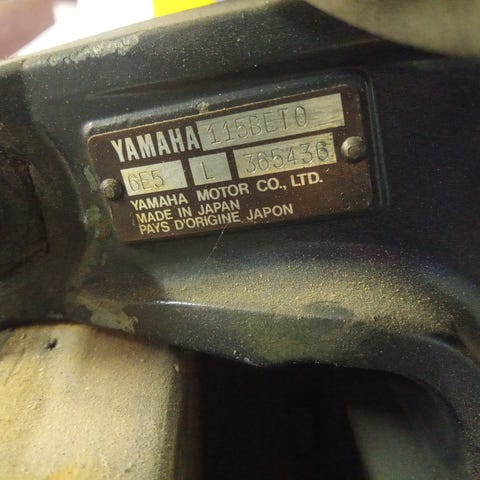 YAMAHA 115BETO
6E5 L 365436
YAMAHA MOTOR CO., LTD.
MADE IN JAPAN
PAYS D'ORIGINE JAPON